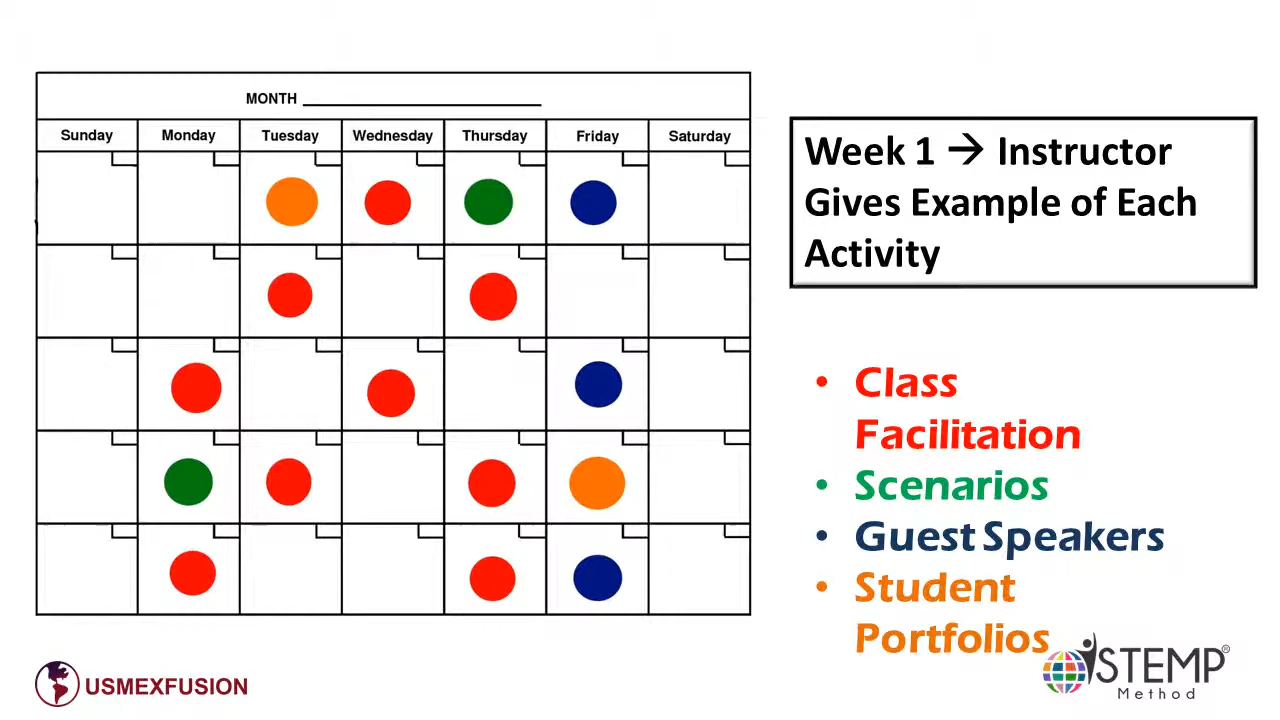 MONTH
Sunday Monday Tuesday Wednesday Thursday Friday Saturday
Week 1 → Instructor
Gives Example of Each
Activity
• Class
Facilitation
• Scenarios
• Guest Speakers
• Student
Portfolios
USMEXFUSION
STEMP®
Method